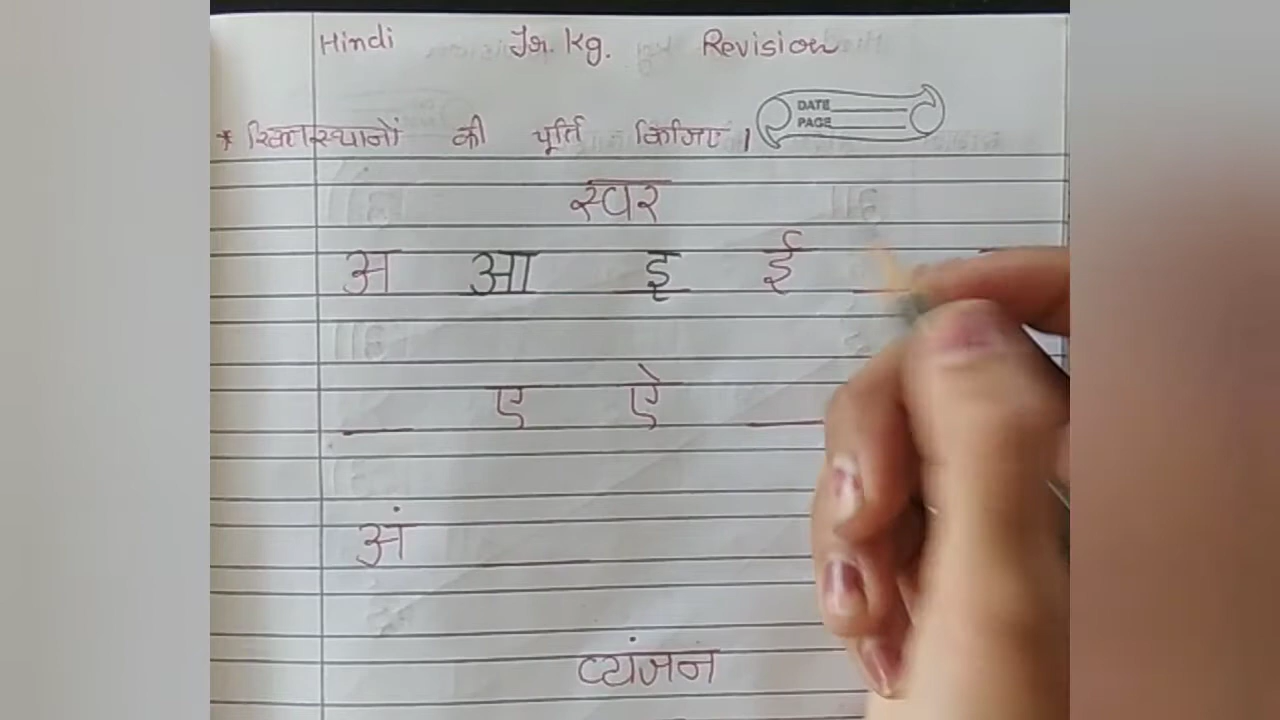 Hindi Jr. Kg. Revision
DATE
PAGE
* रिक्तस्थानों की पूर्ति किजिए ।
स्वर
अ आ इ ई
ए ऐ
अं
व्यंजन